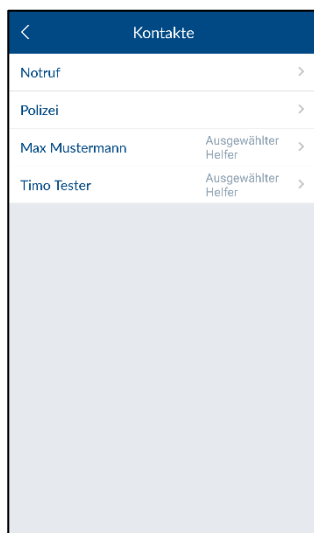 Kontakte
Notruf
Polizei
Max Mustermann
Ausgewählter
Helfer
Timo Tester
Ausgewählter
Helfer